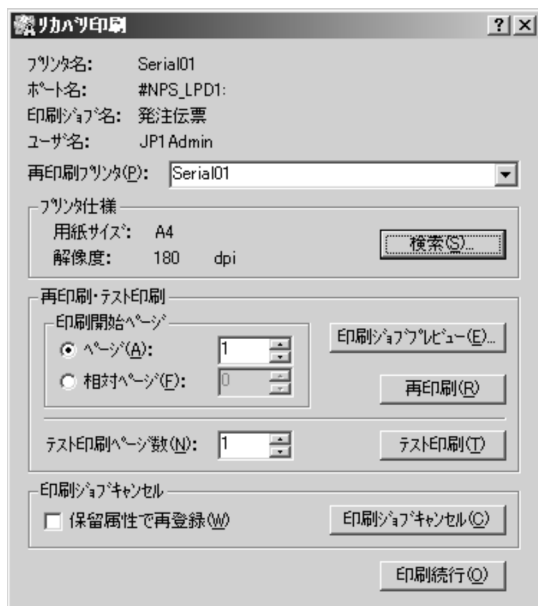 ﾘｶﾊﾞﾘ印刷
ﾌﾟﾘﾝﾀ名: Serial01
ﾎﾟｰﾄ名: #NPS_LPD1:
印刷ｼﾞｮﾌﾞ名: 発注伝票
ﾕｰｻﾞ名: JP1Admin
再印刷ﾌﾟﾘﾝﾀ(P): Serial01
ﾌﾟﾘﾝﾀ仕様
用紙ｻｲｽﾞ: A4
検索(S)...
解像度: 180 dpi
再印刷・ﾃｽﾄ印刷
印刷開始ﾍﾟｰｼﾞ
ﾍﾟｰｼﾞ(A): 1
印刷ｼﾞｮﾌﾞﾌﾟﾚﾋﾞｭｰ(E)...
相対ﾍﾟｰｼﾞ(F): 0
再印刷(R)
ﾃｽﾄ印刷ﾍﾟｰｼﾞ数(N): 1
ﾃｽﾄ印刷(T)
印刷ｼﾞｮﾌﾞｷｬﾝｾﾙ
保留属性で再登録(W)
印刷ｼﾞｮﾌﾞｷｬﾝｾﾙ(C)
印刷続行(O)